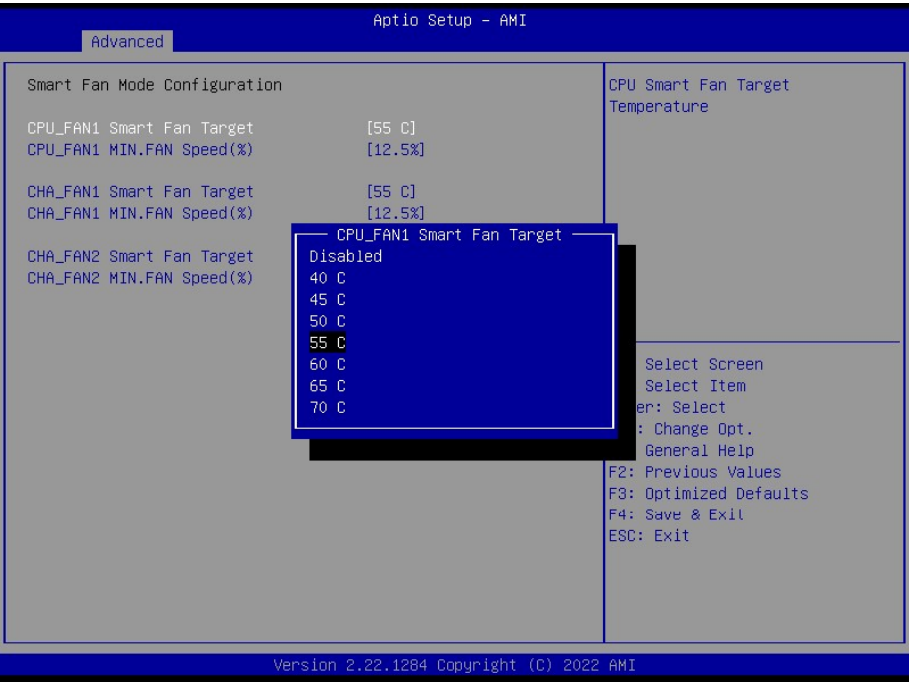 Aptio Setup – AMI
Advanced
Smart Fan Mode Configuration
CPU_FAN1 Smart Fan Target [55 C]
CPU_FAN1 MIN.FAN Speed(%) [12.5%]
CHA_FAN1 Smart Fan Target [55 C]
CHA_FAN1 MIN.FAN Speed(%) [12.5%]
CHA_FAN2 Smart Fan Target
CHA_FAN2 MIN.FAN Speed(%)
CPU_FAN1 Smart Fan Target
Disabled
40 C
45 C
50 C
55 C
60 C
65 C
70 C
CPU Smart Fan Target
Temperature
Select Screen
Select Item
er: Select
: Change Opt.
General Help
F2: Previous Values
F3: Optimized Defaults
F4: Save & Exit
ESC: Exit
Version 2.22.1284 Copyright (C) 2022 AMI